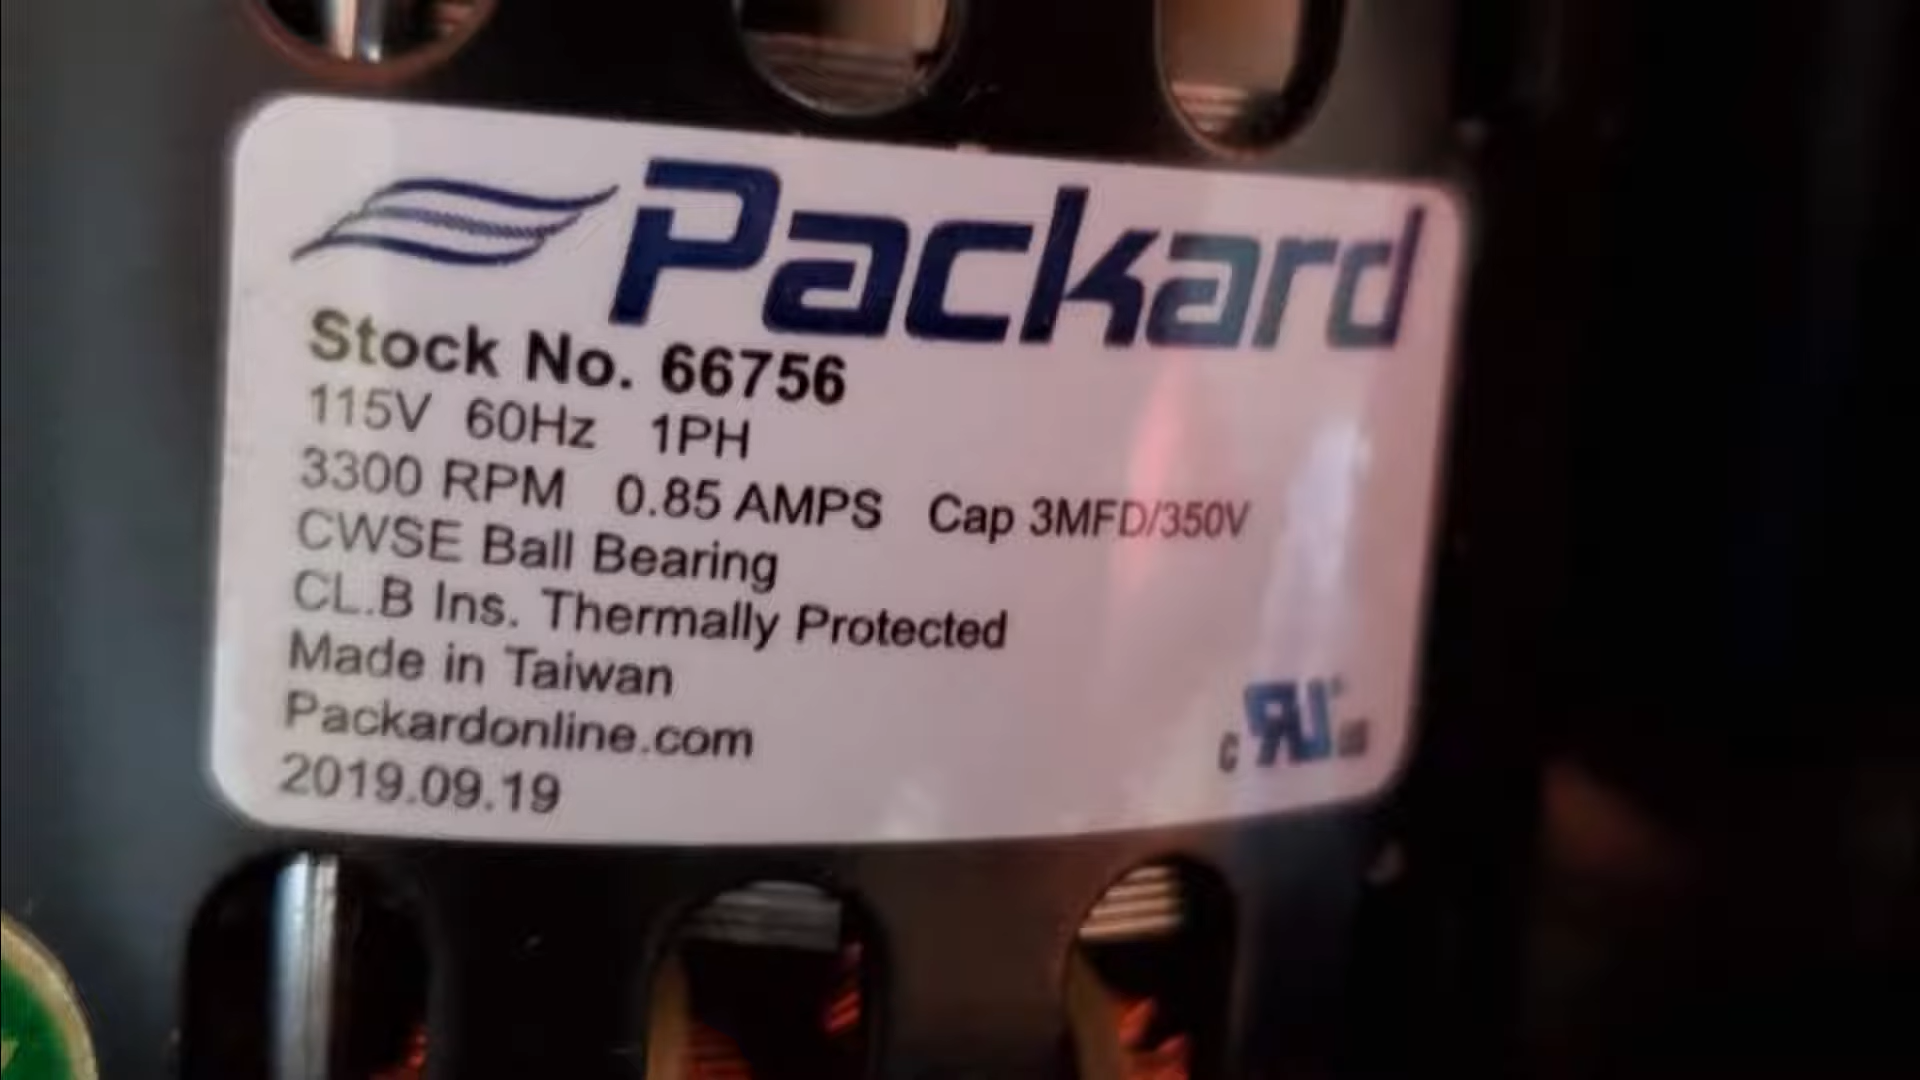 Packard
Stock No. 66756
115V 60Hz 1PH
3300 RPM 0.85 AMPS Cap 3MFD/350V
CWSE Ball Bearing
CL.B Ins. Thermally Protected
Made in Taiwan
Packardonline.com
2019.09.19